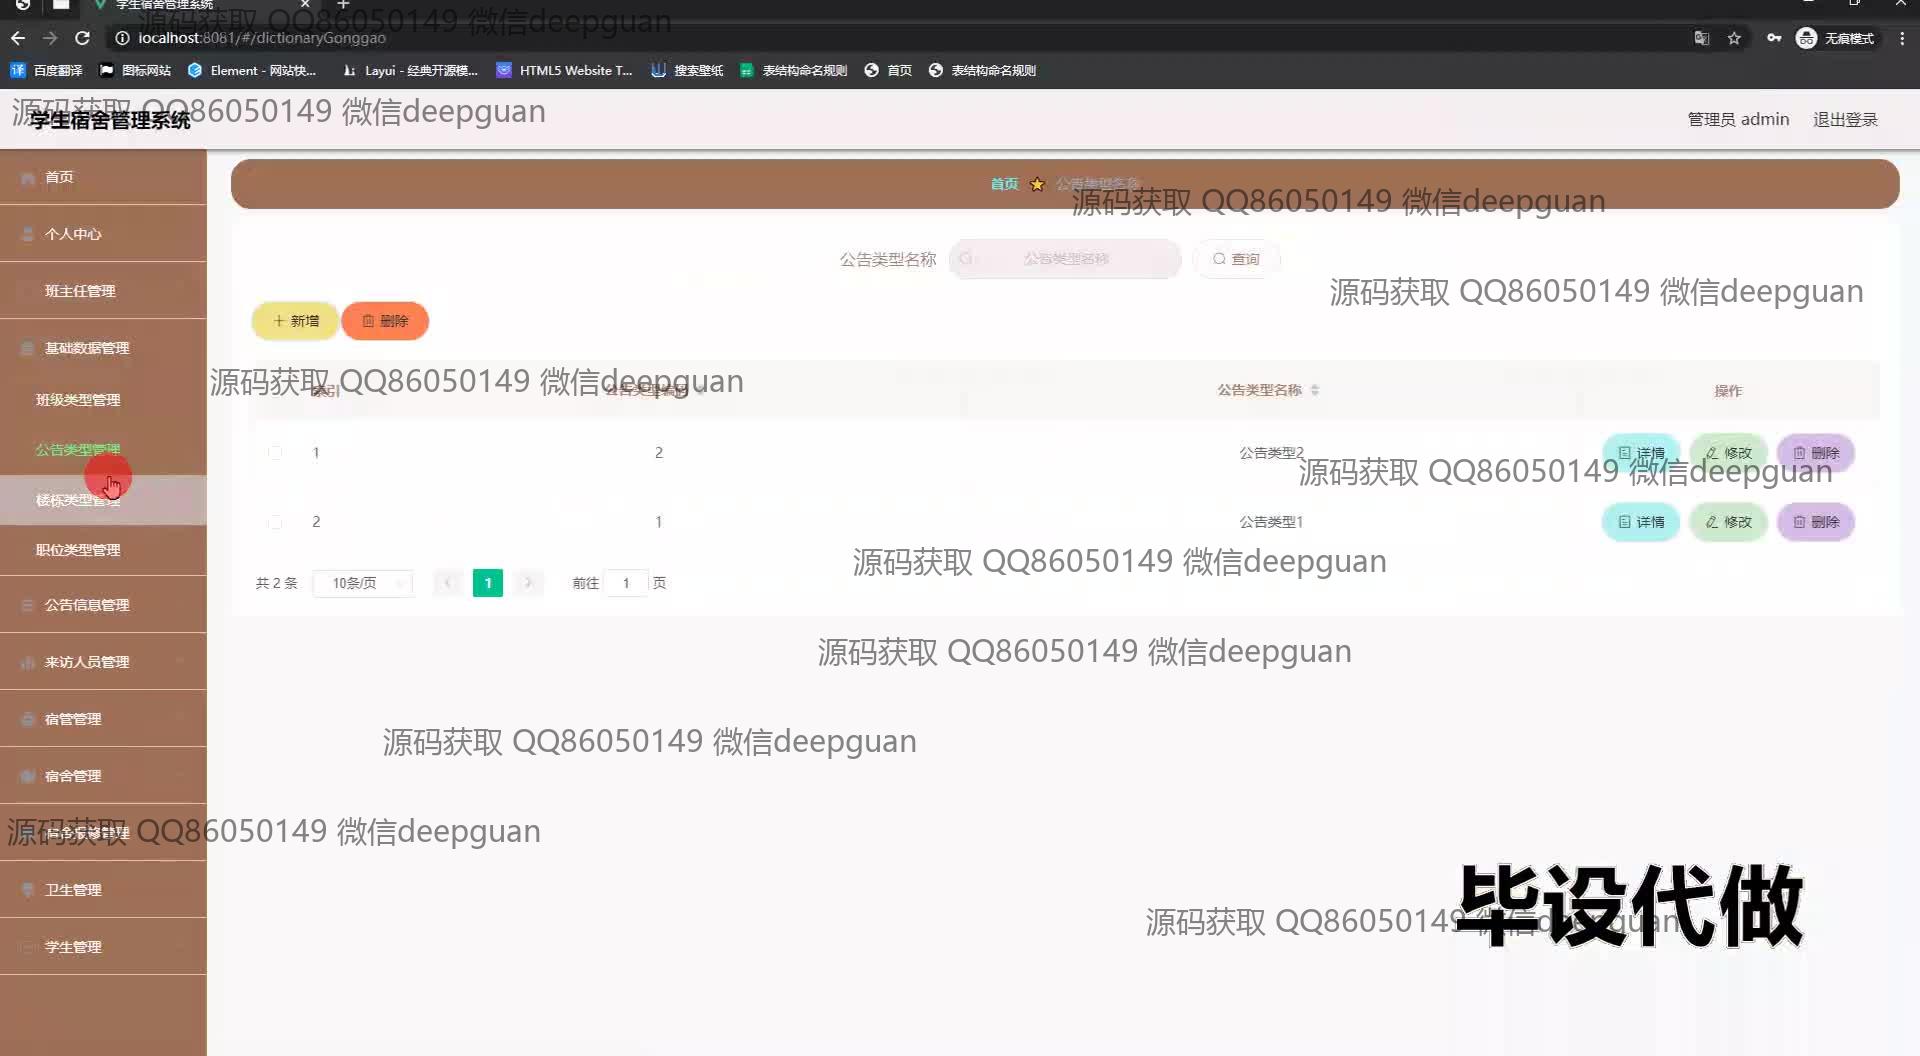 学生宿舍管理系统
源码获取 QQ86050149 微信deepguan
localhost:8081/#/dictionaryGonggao
无痕模式
百度翻译 图标网站 Element - 网站快... Layui - 经典开源模... HTML5 Website T... 搜索壁纸 表结构命名规则 首页 表结构命名规则
源码获取 QQ86050149 微信deepguan
学生宿舍管理系统
管理员 admin 退出登录
首页
个人中心
班主任管理
基础数据管理
班级类型管理
公告类型管理
楼栋类型管理
职位类型管理
公告信息管理
来访人员管理
宿管管理
宿舍管理
宿舍报修管理
源码获取 QQ86050149 微信deepguan
卫生管理
学生管理
首页 公告类型名称
源码获取 QQ86050149 微信deepguan
公告类型名称 公告类型名称 查询
源码获取 QQ86050149 微信deepguan
新增 删除
源码获取 QQ86050149 微信deepguan
索引 公告类型编码 公告类型名称 操作
1 2 公告类型2 详情 修改 删除
源码获取 QQ86050149 微信deepguan
2 1 公告类型1 详情 修改 删除
源码获取 QQ86050149 微信deepguan
共 2 条 10条/页 1 前往 1 页
源码获取 QQ86050149 微信deepguan
源码获取 QQ86050149 微信deepguan
源码获取 QQ86050149 微信deepguan
毕设代做